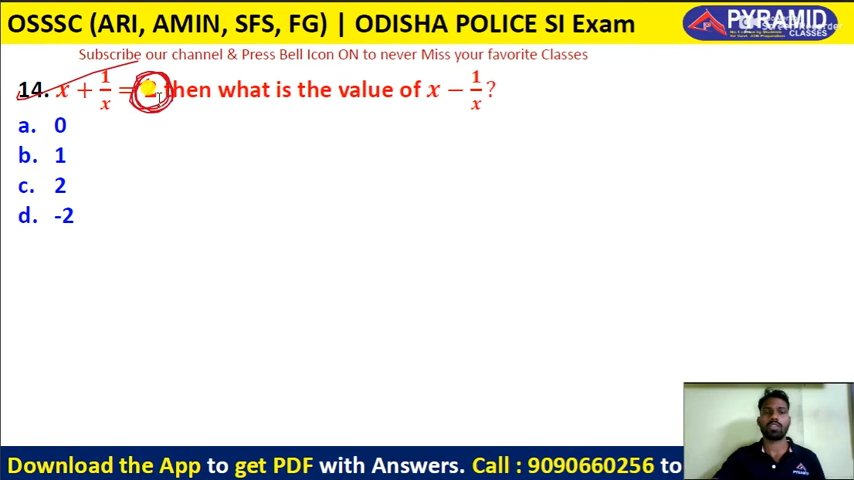 OSSSC (ARI, AMIN, SFS, FG) | ODISHA POLICE SI Exam
PYRAMID
CLASSES
Subscribe our channel & Press Bell Icon ON to never Miss your favorite Classes
14. x + 1/x = 2 then what is the value of x − 1/x?
a. 0
b. 1
c. 2
d. -2
PYRAMID
Download the App to get PDF with Answers. Call : 9090660256 to